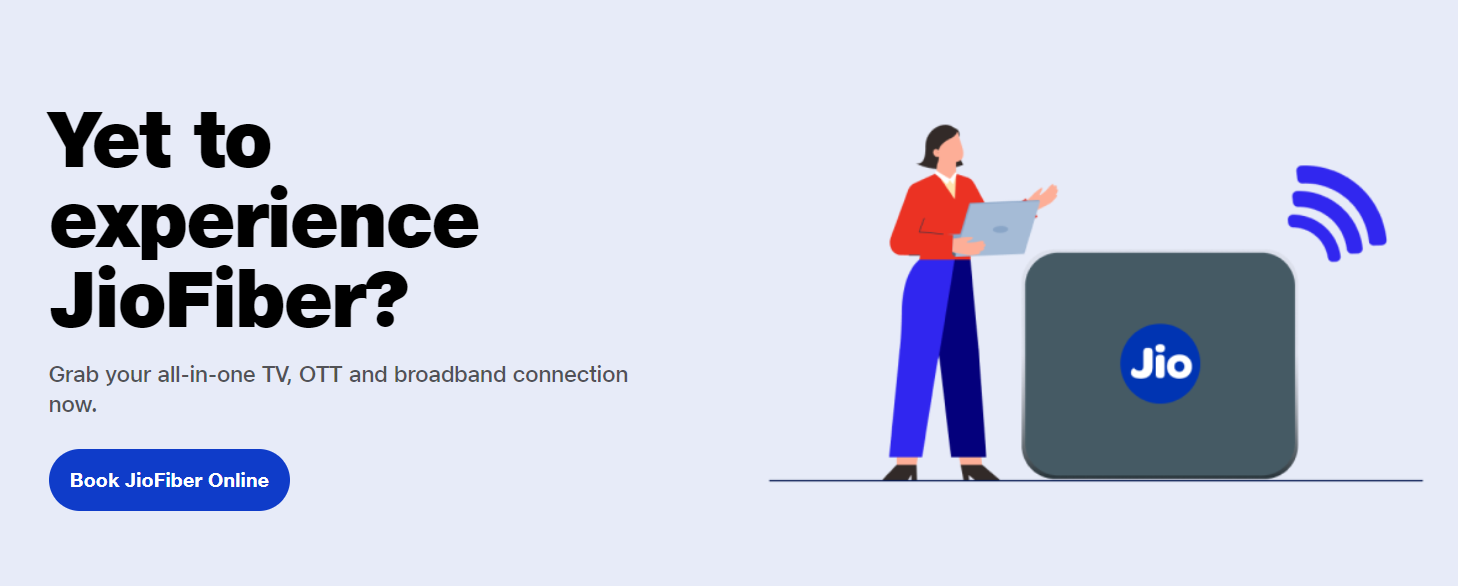 Yet to
experience
JioFiber?
Grab your all-in-one TV, OTT and broadband connection
now.
Book JioFiber Online
Jio